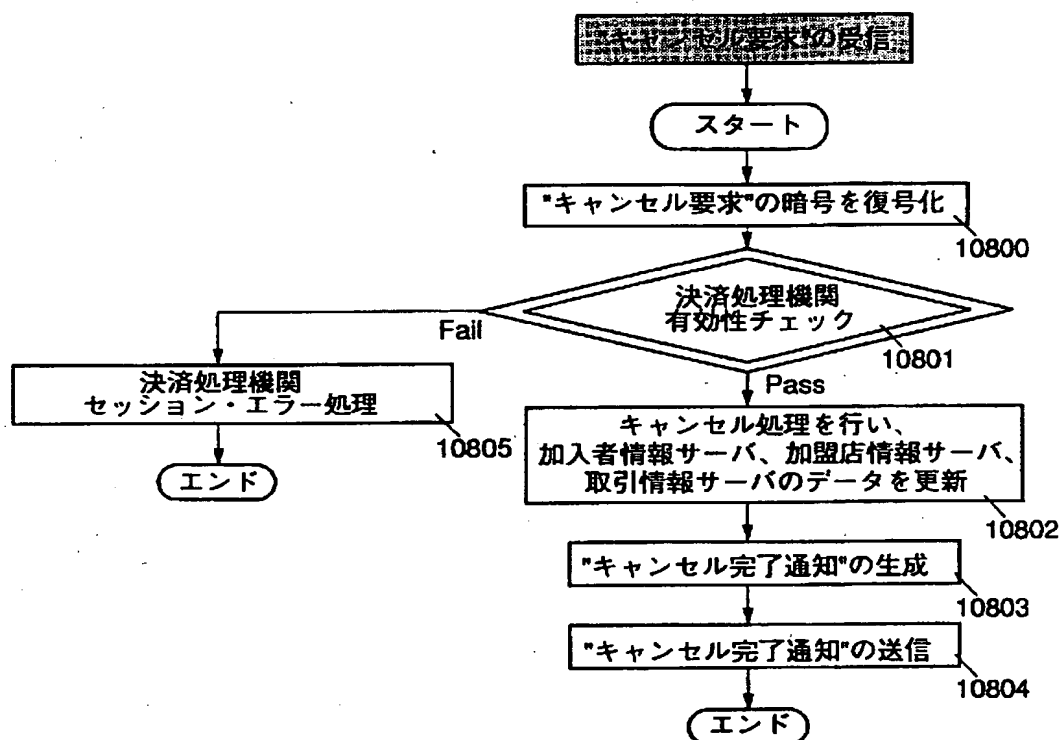 "キャンセル要求"の受信
スタート
"キャンセル要求"の暗号を復号化
10800
決済処理機関
有効性チェック
10801
Fail
Pass
決済処理機関
セッション・エラー処理
10805
エンド
キャンセル処理を行い、
加入者情報サーバ、加盟店情報サーバ、
取引情報サーバのデータを更新
10802
"キャンセル完了通知"の生成
10803
"キャンセル完了通知"の送信
10804
エンド